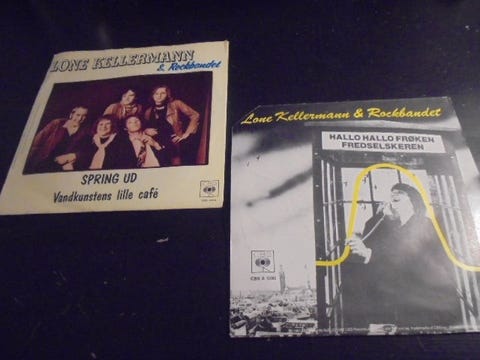 LONE KELLERMANN
& Rockbandet
SPRING UD
Vandkunstens lille café
CBS
Lone Kellermann & Rockbandet
HALLO HALLO FRØKEN
FREDSELSKEREN
CBS